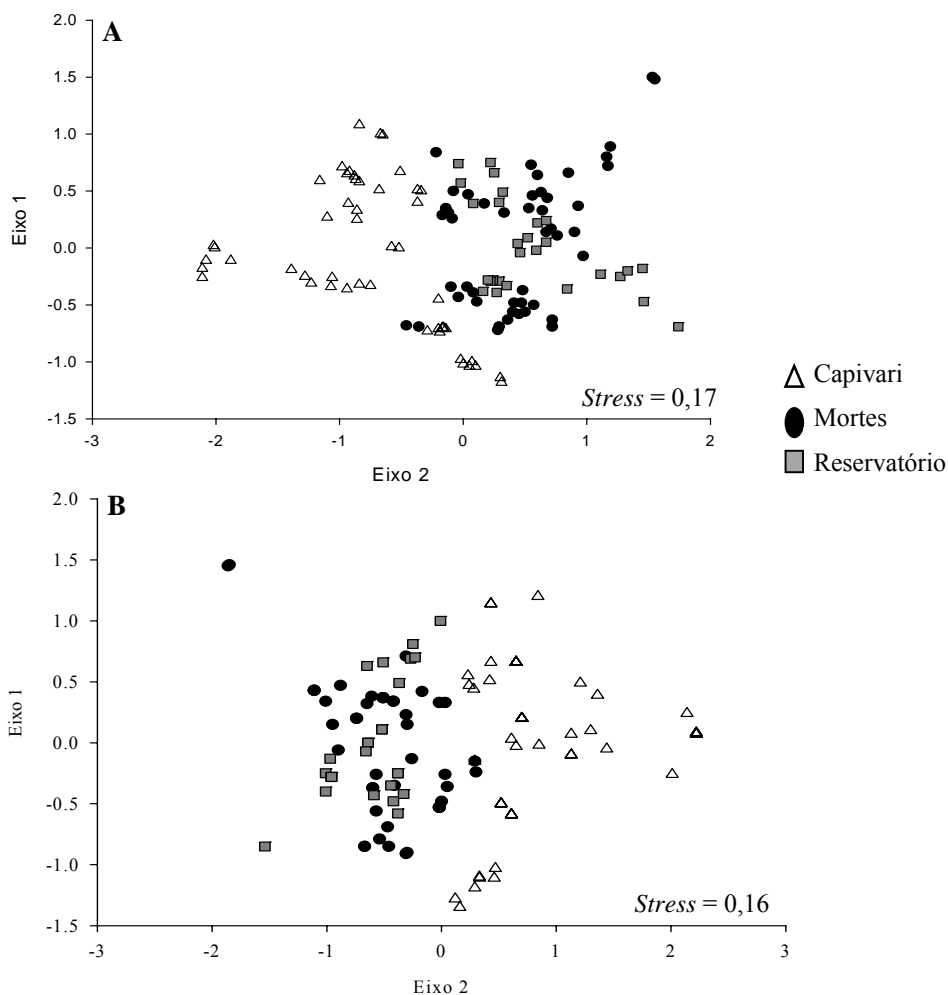 A
2.0
1.5
1.0
0.5
0.0
-0.5
-1.0
-1.5
Eixo 1
-3 -2 -1 0 1 2
Eixo 2
Stress = 0,17
Capivari
Mortes
Reservatório
B
2.0
1.5
1.0
0.5
0.0
-0.5
-1.0
-1.5
Eixo 1
-3 -2 -1 0 1 2 3
Eixo 2
Stress = 0,16